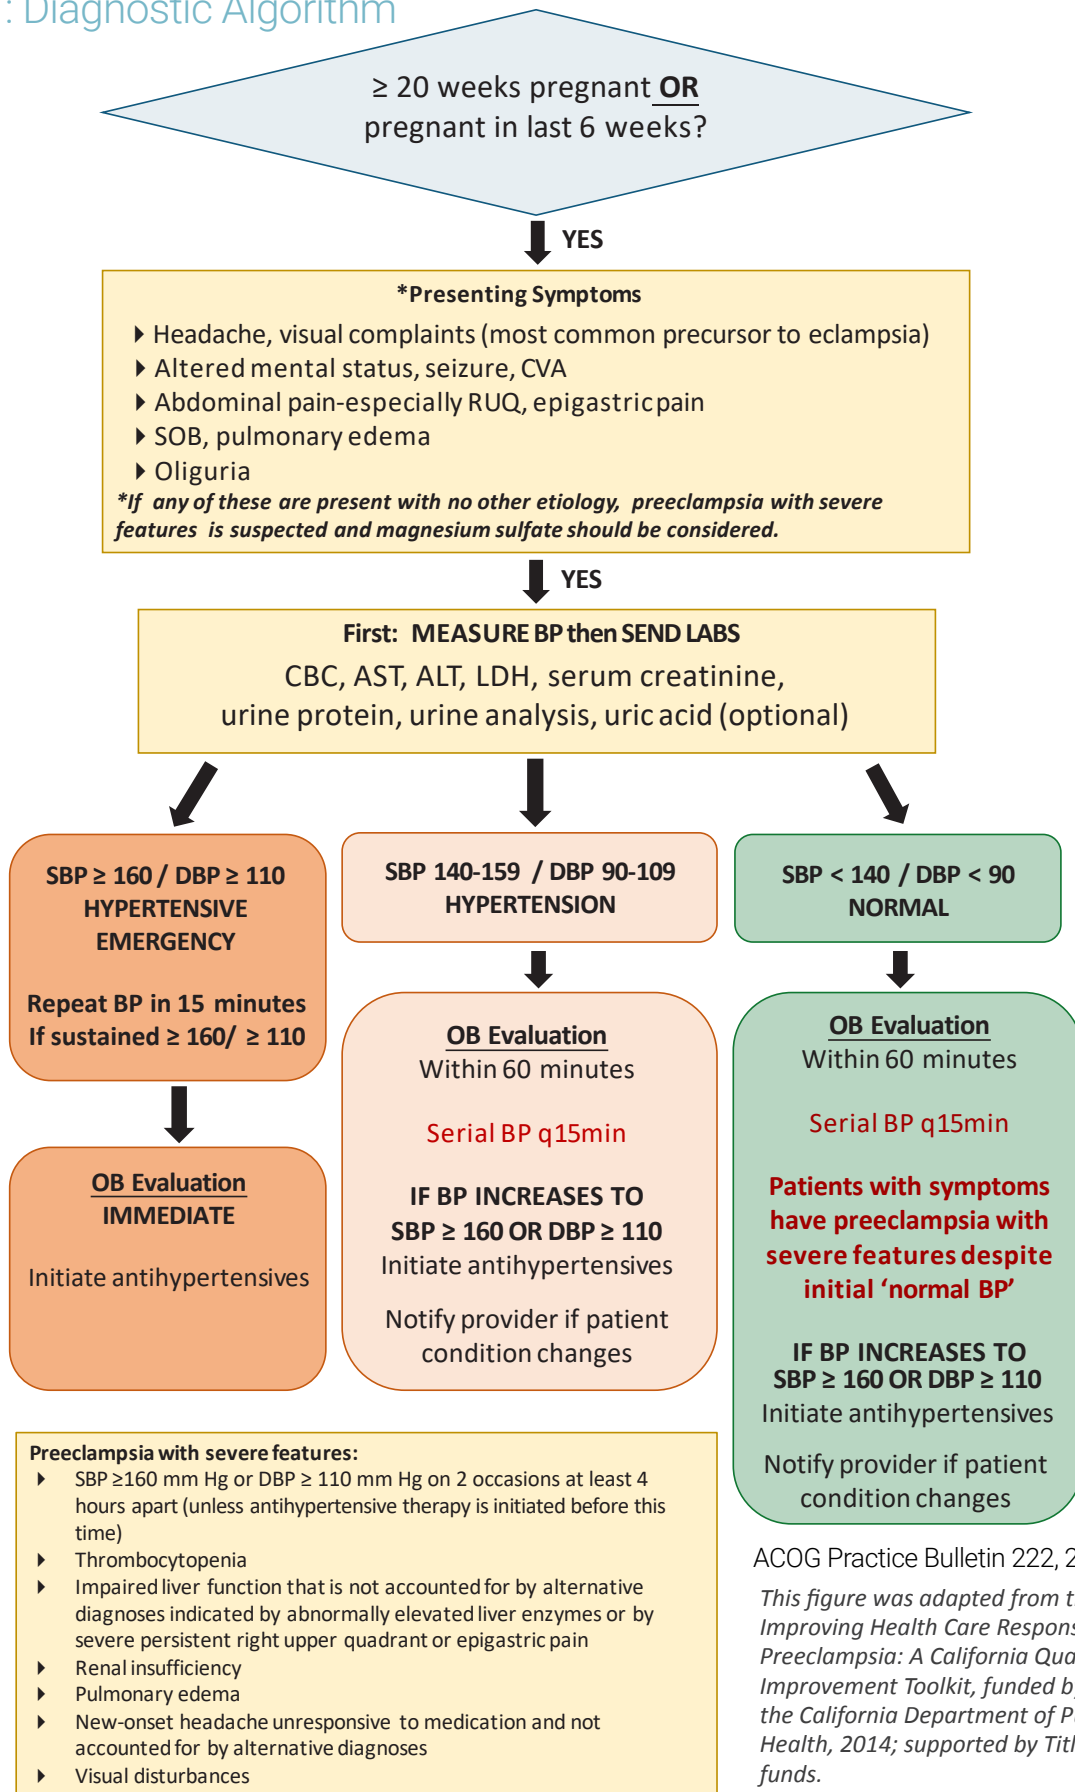 : Diagnostic Algorithm
≥ 20 weeks pregnant OR
pregnant in last 6 weeks?
YES
*Presenting Symptoms
Headache, visual complaints (most common precursor to eclampsia)
Altered mental status, seizure, CVA
Abdominal pain-especially RUQ, epigastric pain
SOB, pulmonary edema
Oliguria
*If any of these are present with no other etiology, preeclampsia with severe
features is suspected and magnesium sulfate should be considered.
YES
First: MEASURE BP then SEND LABS
CBC, AST, ALT, LDH, serum creatinine,
urine protein, urine analysis, uric acid (optional)
SBP ≥ 160 / DBP ≥ 110
HYPERTENSIVE
EMERGENCY
Repeat BP in 15 minutes
If sustained ≥ 160/ ≥ 110
OB Evaluation
IMMEDIATE
Initiate antihypertensives
SBP 140-159 / DBP 90-109
HYPERTENSION
OB Evaluation
Within 60 minutes
Serial BP q15min
IF BP INCREASES TO
SBP ≥ 160 OR DBP ≥ 110
Initiate antihypertensives
Notify provider if patient
condition changes
SBP < 140 / DBP < 90
NORMAL
OB Evaluation
Within 60 minutes
Serial BP q15min
Patients with symptoms
have preeclampsia with
severe features despite
initial ‘normal BP’
IF BP INCREASES TO
SBP ≥ 160 OR DBP ≥ 110
Initiate antihypertensives
Notify provider if patient
condition changes
Preeclampsia with severe features:
SBP ≥160 mm Hg or DBP ≥ 110 mm Hg on 2 occasions at least 4
hours apart (unless antihypertensive therapy is initiated before this
time)
Thrombocytopenia
Impaired liver function that is not accounted for by alternative
diagnoses indicated by abnormally elevated liver enzymes or by
severe persistent right upper quadrant or epigastric pain
Renal insufficiency
Pulmonary edema
New-onset headache unresponsive to medication and not
accounted for by alternative diagnoses
Visual disturbances
ACOG Practice Bulletin 222, 2
This figure was adapted from t
Improving Health Care Respons
Preeclampsia: A California Qua
Improvement Toolkit, funded b
the California Department of P
Health, 2014; supported by Titl
funds.